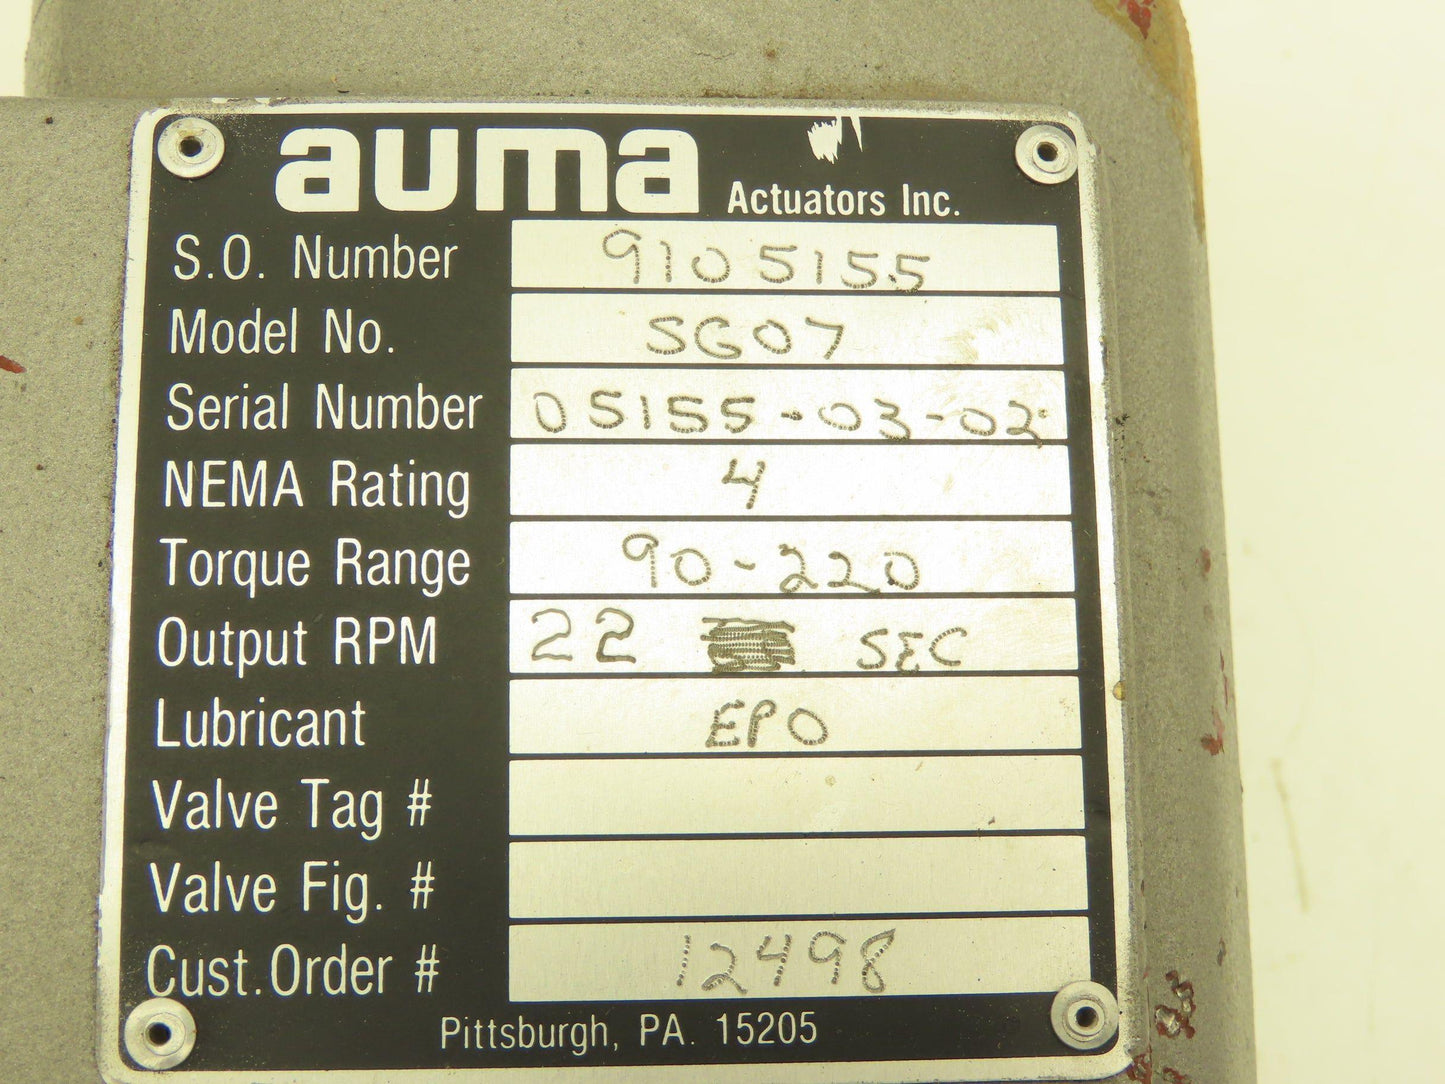 auma Actuators Inc.
S.O. Number 9105155
Model No. SG07
Serial Number 05155-03-02
NEMA Rating 4
Torque Range 90-220
Output RPM 22 SEC
Lubricant EPO
Valve Tag #
Valve Fig. #
Cust.Order # 12498
Pittsburgh, PA. 15205